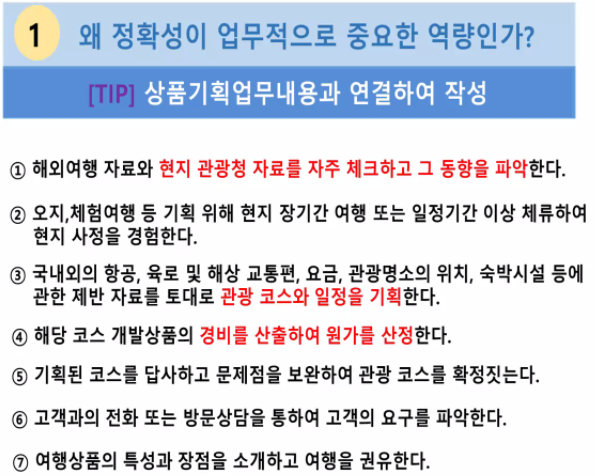 1 왜 정확성이 업무적으로 중요한 역량인가?
[TIP] 상품기획업무내용과 연결하여 작성
① 해외여행 자료와 현지 관광청 자료를 자주 체크하고 그 동향을 파악한다.
② 오지,체험여행 등 기획 위해 현지 장기간 여행 또는 일정기간 이상 체류하여
현지 사정을 경험한다.
③ 국내외의 항공, 육로 및 해상 교통편, 요금, 관광명소의 위치, 숙박시설 등에
관한 제반 자료를 토대로 관광 코스와 일정을 기획한다.
④ 해당 코스 개발상품의 경비를 산출하여 원가를 산정한다.
⑤ 기획된 코스를 답사하고 문제점을 보완하여 관광 코스를 확정짓는다.
⑥ 고객과의 전화 또는 방문상담을 통하여 고객의 요구를 파악한다.
⑦ 여행상품의 특성과 장점을 소개하고 여행을 권유한다.